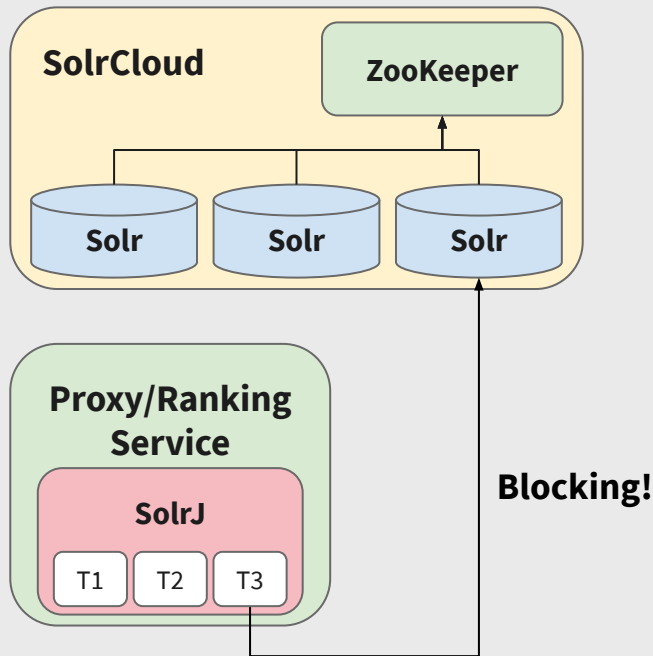 SolrCloud
ZooKeeper
Solr
Solr
Solr
Proxy/Ranking
Service
SolrJ
T1
T2
T3
Blocking!